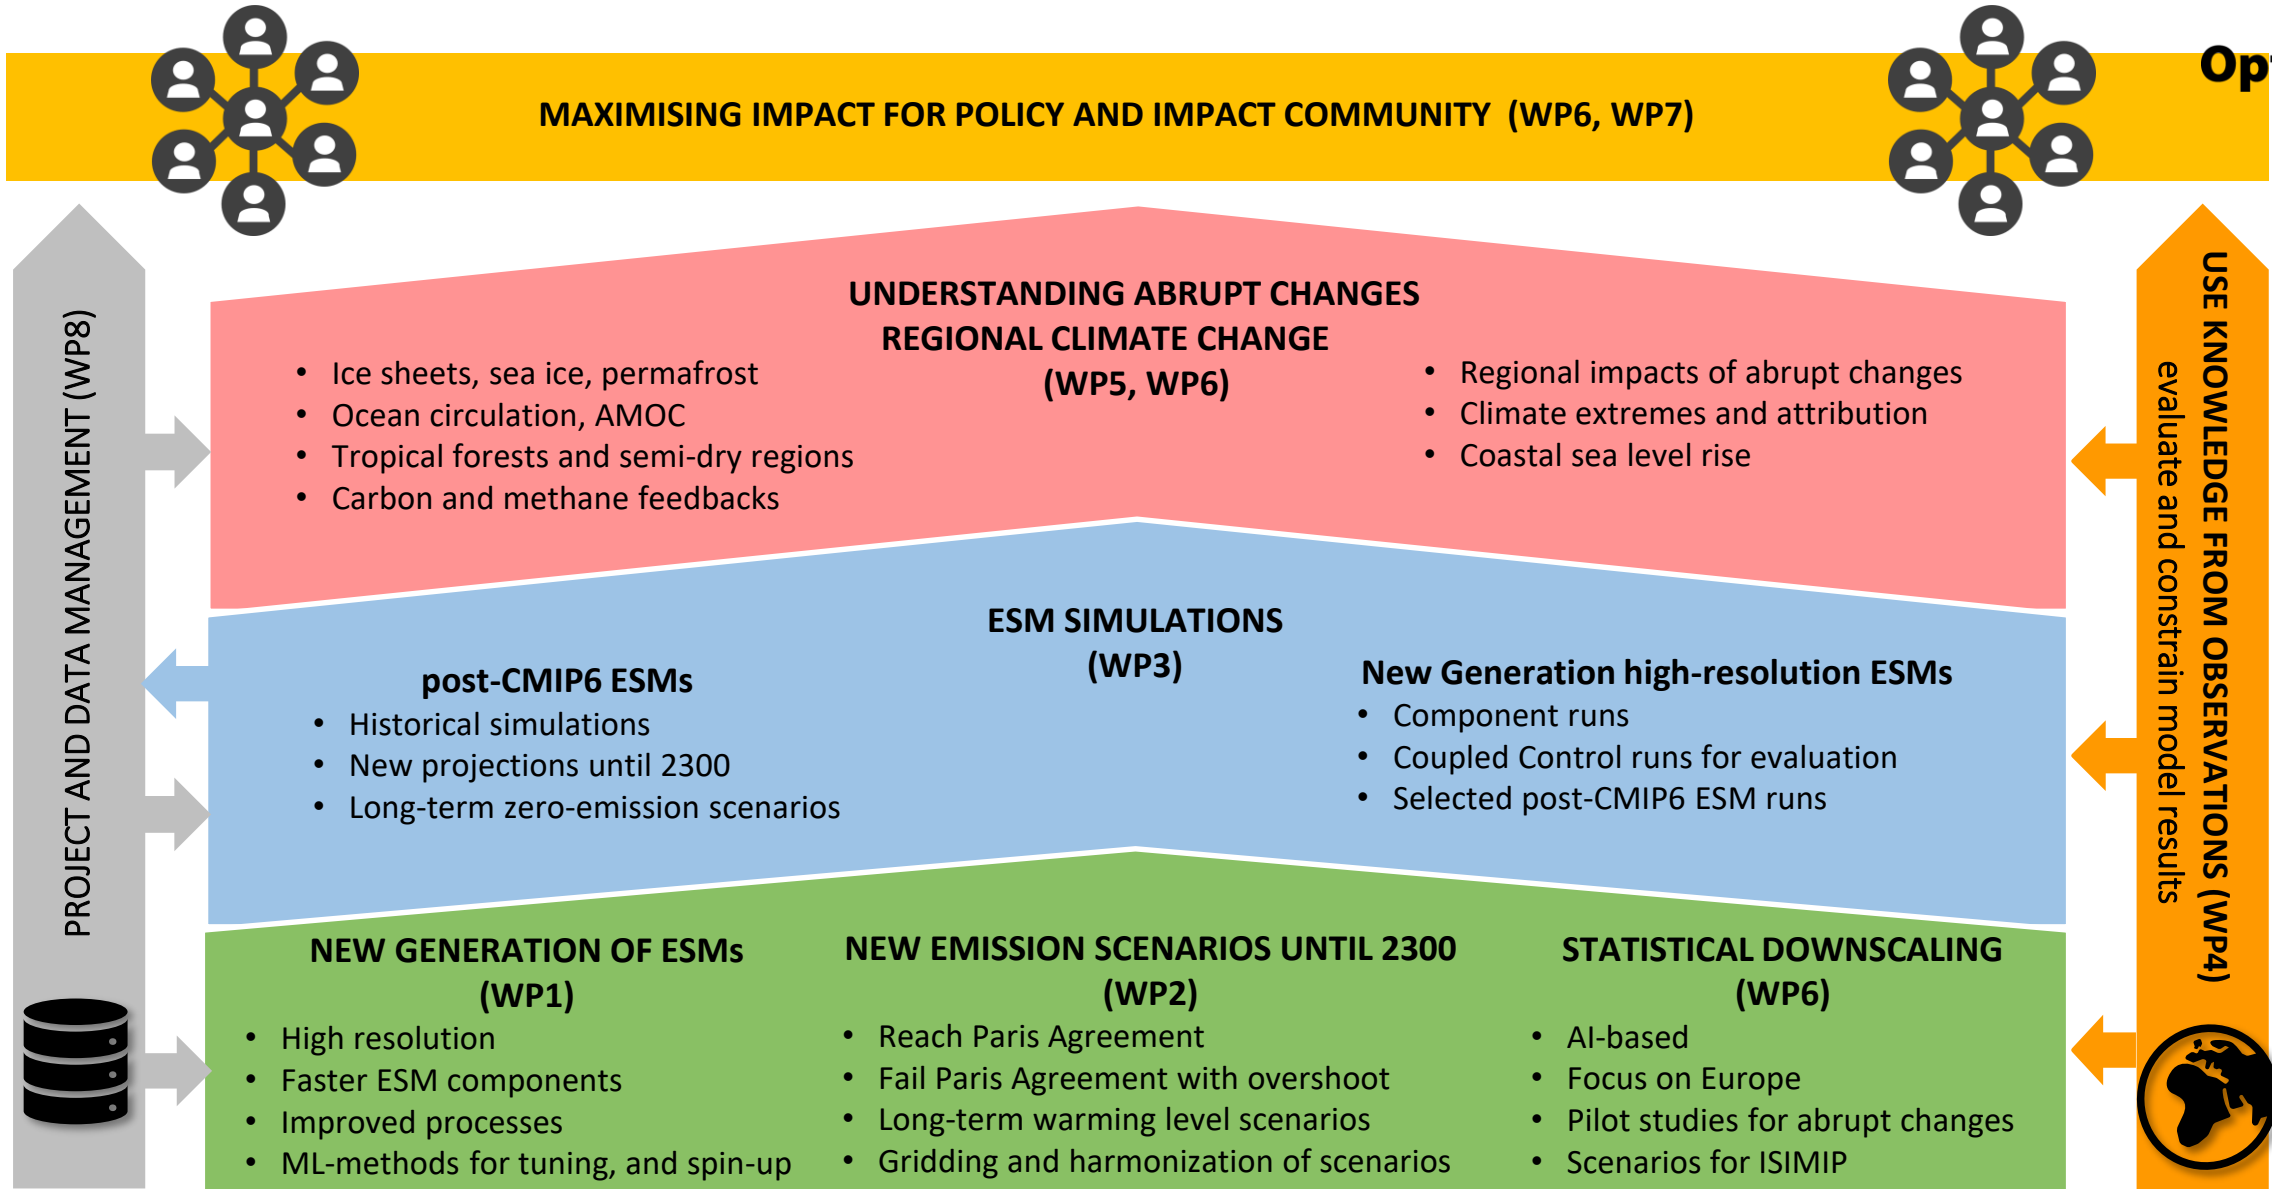 Opt
MAXIMISING IMPACT FOR POLICY AND IMPACT COMMUNITY (WP6, WP7)
PROJECT AND DATA MANAGEMENT (WP8)
UNDERSTANDING ABRUPT CHANGES
REGIONAL CLIMATE CHANGE
(WP5, WP6)
• Ice sheets, sea ice, permafrost
• Ocean circulation, AMOC
• Tropical forests and semi-dry regions
• Carbon and methane feedbacks
• Regional impacts of abrupt changes
• Climate extremes and attribution
• Coastal sea level rise
ESM SIMULATIONS
(WP3)
post-CMIP6 ESMs
• Historical simulations
• New projections until 2300
• Long-term zero-emission scenarios
New Generation high-resolution ESMs
• Component runs
• Coupled Control runs for evaluation
• Selected post-CMIP6 ESM runs
NEW GENERATION OF ESMs
(WP1)
• High resolution
• Faster ESM components
• Improved processes
• ML-methods for tuning, and spin-up
NEW EMISSION SCENARIOS UNTIL 2300
(WP2)
• Reach Paris Agreement
• Fail Paris Agreement with overshoot
• Long-term warming level scenarios
• Gridding and harmonization of scenarios
STATISTICAL DOWNSCALING
(WP6)
• AI-based
• Focus on Europe
• Pilot studies for abrupt changes
• Scenarios for ISIMIP
USE KNOWLEDGE FROM OBSERVATIONS (WP4)
evaluate and constrain model results